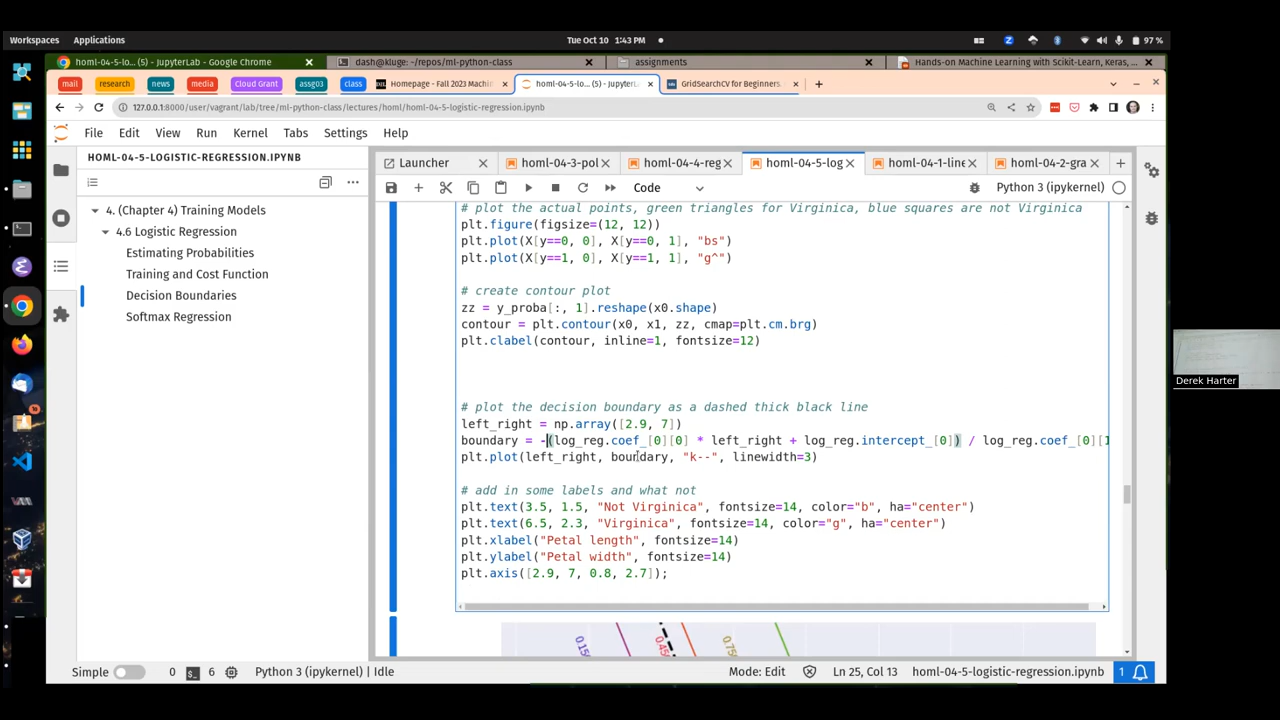 Workspaces Applications Tue Oct 10 1:43 PM 97 %
homl-04-5-lo... (5) - JupyterLab - Google Chrome dash@kluge: ~/repos/ml-python-class assignments Hands-on Machine Learning with Scikit-Learn, Keras, ...
mail research news media Cloud Grant assg03 class Homepage - Fall 2023 Machin homl-04-5-lo... (5) - JupyterL GridSearchCV for Beginners.
127.0.0.1:8000/user/vagrant/lab/tree/ml-python-class/lectures/homl/homl-04-5-logistic-regression.ipynb
File Edit View Run Kernel Tabs Settings Help
HOML-04-5-LOGISTIC-REGRESSION.IPYNB
Launcher homl-04-3-pol homl-04-4-reg homl-04-5-log homl-04-1-line homl-04-2-gra
Code Python 3 (ipykernel)
4. (Chapter 4) Training Models
4.6 Logistic Regression
Estimating Probabilities
Training and Cost Function
Decision Boundaries
Softmax Regression
# plot the actual points, green triangles for Virginica, blue squares are not Virginica
plt.figure(figsize=(12, 12))
plt.plot(X[y==0, 0], X[y==0, 1], "bs")
plt.plot(X[y==1, 0], X[y==1, 1], "g^")
# create contour plot
zz = y_proba[:, 1].reshape(x0.shape)
contour = plt.contour(x0, x1, zz, cmap=plt.cm.brg)
plt.clabel(contour, inline=1, fontsize=12)
# plot the decision boundary as a dashed thick black line
left_right = np.array([2.9, 7])
boundary = -(log_reg.coef_[0][0] * left_right + log_reg.intercept_[0]) / log_reg.coef_[0][1
plt.plot(left_right, boundary, "k--", linewidth=3)
# add in some labels and what not
plt.text(3.5, 1.5, "Not Virginica", fontsize=14, color="b", ha="center")
plt.text(6.5, 2.3, "Virginica", fontsize=14, color="g", ha="center")
plt.xlabel("Petal length", fontsize=14)
plt.ylabel("Petal width", fontsize=14)
plt.axis([2.9, 7, 0.8, 2.7]);
Derek Harter
Simple 0 6 Python 3 (ipykernel) | Idle Mode: Edit Ln 25, Col 13 homl-04-5-logistic-regression.ipynb 1